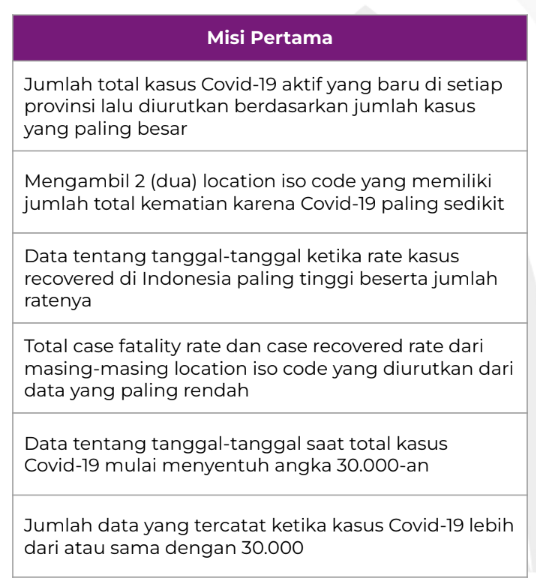 Misi Pertama
Jumlah total kasus Covid-19 aktif yang baru di setiap
provinsi lalu diurutkan berdasarkan jumlah kasus
yang paling besar
Mengambil 2 (dua) location iso code yang memiliki
jumlah total kematian karena Covid-19 paling sedikit
Data tentang tanggal-tanggal ketika rate kasus
recovered di Indonesia paling tinggi beserta jumlah
ratenya
Total case fatality rate dan case recovered rate dari
masing-masing location iso code yang diurutkan dari
data yang paling rendah
Data tentang tanggal-tanggal saat total kasus
Covid-19 mulai menyentuh angka 30.000-an
Jumlah data yang tercatat ketika kasus Covid-19 lebih
dari atau sama dengan 30.000